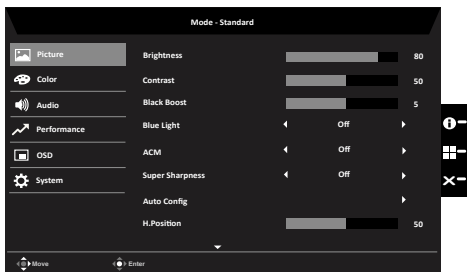 Mode - Standard
Picture
Brightness 80
Color
Contrast 50
Audio
Black Boost 5
Performance
Blue Light Off
OSD
ACM Off
System
Super Sharpness Off
Auto Config
H.Position 50
Move Enter